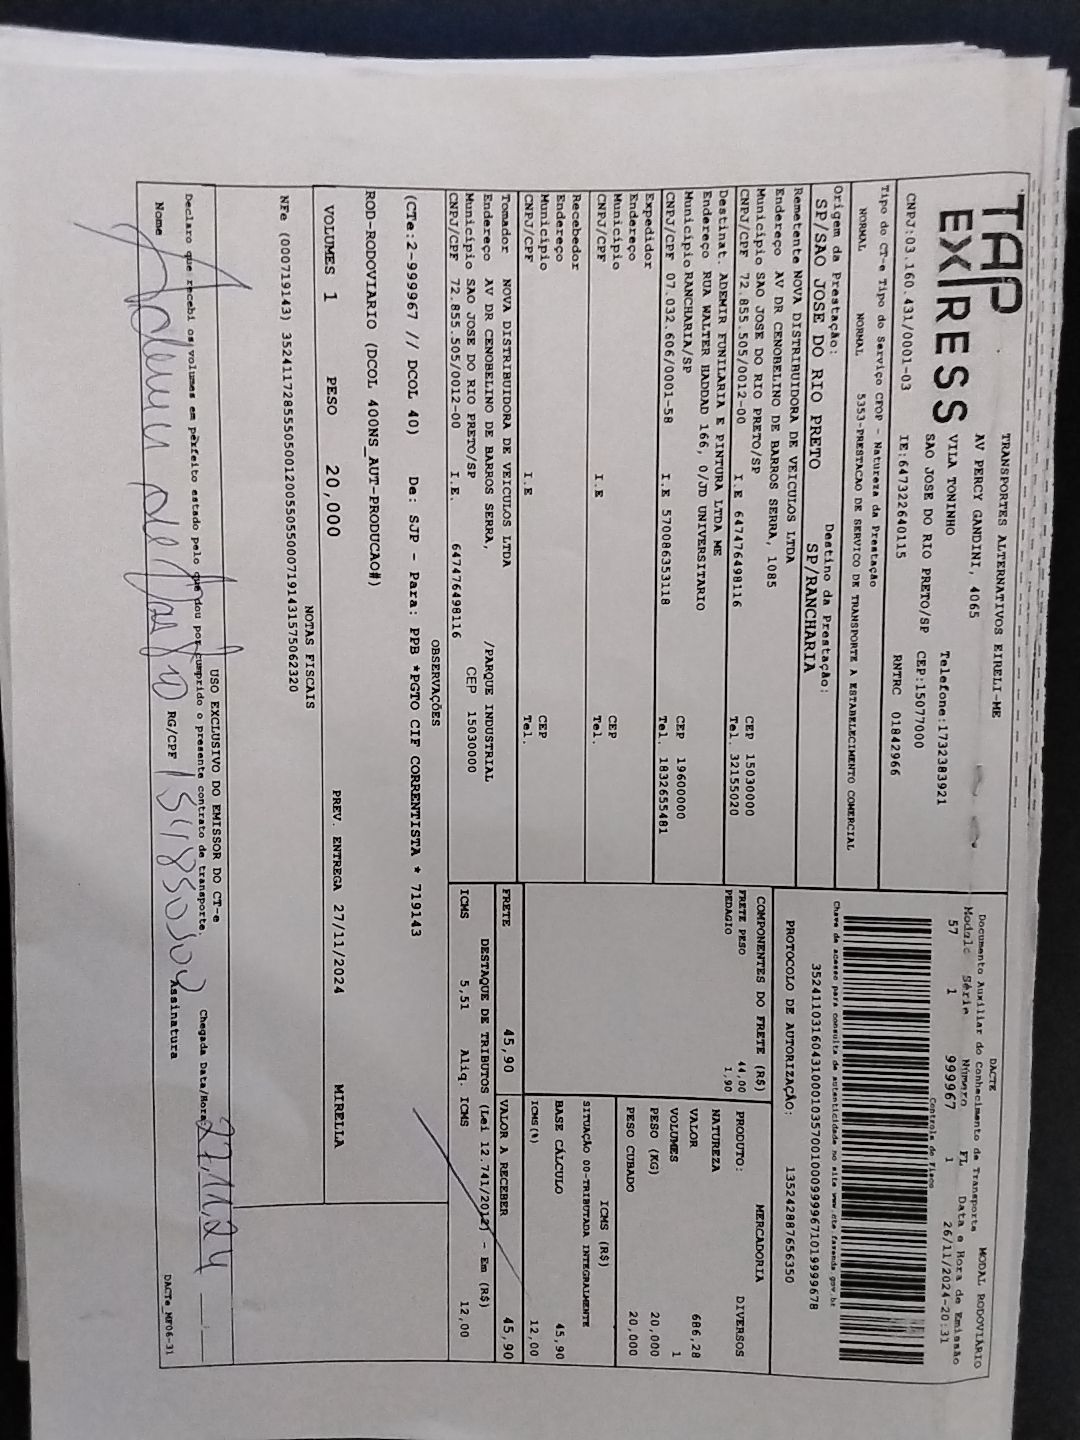 TAP
EXPRESS
TRANSPORTES ALTERNATIVOS EIRELI-ME
AV PERCY GANDINI, 4065
VILA TONINHO Telefone:1732383921
SAO JOSE DO RIO PRETO/SP CEP:15077000
CNPJ:03.160.431/0001-03 IE:647322640115 RNTRC 01842966
DACTE MODAL RODOVIÁRIO
Documento Auxiliar do Conhecimento de Transporte
Modelo Série Número FL Data e Hora de Emissão
57 1 999967 1 26/11/2024-20:31
Controle do Fisco
Chave de acesso para consulta de autenticidade no site www.cte.fazenda.gov.br
35241103160431000103570010009999671019999678
PROTOCOLO DE AUTORIZAÇÃO: 135242887656350
Tipo do CT-e Tipo do Serviço CFOP - Natureza da Prestação
NORMAL NORMAL 5353-PRESTACAO DE SERVICO DE TRANSPORTE A ESTABELECIMENTO COMERCIAL
Origem da Prestação: Destino da Prestação:
SP/SAO JOSE DO RIO PRETO SP/RANCHARIA
Remetente NOVA DISTRIBUIDORA DE VEICULOS LTDA
Endereço AV DR CENOBELINO DE BARROS SERRA, 1085
Município SAO JOSE DO RIO PRETO/SP CEP 15030000
CNPJ/CPF 72.855.505/0012-00 I.E 647476498116 Tel. 32155020
Destinat. ADEMIR FUNILARIA E PINTURA LTDA ME
Endereço RUA WALTER HADDAD 166, 0/JD UNIVERSITARIO
Município RANCHARIA/SP CEP 19600000
CNPJ/CPF 07.032.606/0001-58 I.E 570086353118 Tel. 1832655481
Expedidor
Endereço
Município CEP
CNPJ/CPF I.E Tel.
Recebedor
Endereço
Município CEP
CNPJ/CPF I.E Tel.
Tomador NOVA DISTRIBUIDORA DE VEICULOS LTDA
Endereço AV DR CENOBELINO DE BARROS SERRA, /PARQUE INDUSTRIAL
Município SAO JOSE DO RIO PRETO/SP CEP 15030000
CNPJ/CPF 72.855.505/0012-00 I.E. 647476498116
COMPONENTES DO FRETE (R$)
FRETE PESO 44,00
PEDAGIO 1,90
PRODUTO: MERCADORIA
NATUREZA DIVERSOS
VALOR 686,28
VOLUMES 1
PESO (KG) 20,000
PESO CUBADO 20,000
ICMS (R$)
SITUAÇÃO 00-TRIBUTADA INTEGRALMENTE
BASE CÁLCULO 45,90
ICMS(%) 12,00
FRETE 45,90 VALOR A RECEBER 45,90
DESTAQUE DE TRIBUTOS (Lei 12.741/2012) - Em (R$)
ICMS 5,51 Aliq. ICMS 12,00
OBSERVAÇÕES
(CTe:2-999967 // DCOL 40) De: SJP - Para: PPB *PGTO CIF CORRENTISTA * 719143
ROD-RODOVIARIO (DCOL 400NS_AUT-PRODUCAO#)
VOLUMES 1 PESO 20,000 PREV. ENTREGA 27/11/2024 MIRELLA
NOTAS FISCAIS
NFe (000719143) 35241172855505001200550550007191431575062320
USO EXCLUSIVO DO EMISSOR DO CT-e
Declaro que recebi os volumes em perfeito estado pelo que dou por cumprido o presente contrato de transporte.
Nome RG/CPF Assinatura Chegada Data/Hora 27/11/24
DACTe_MF06-31